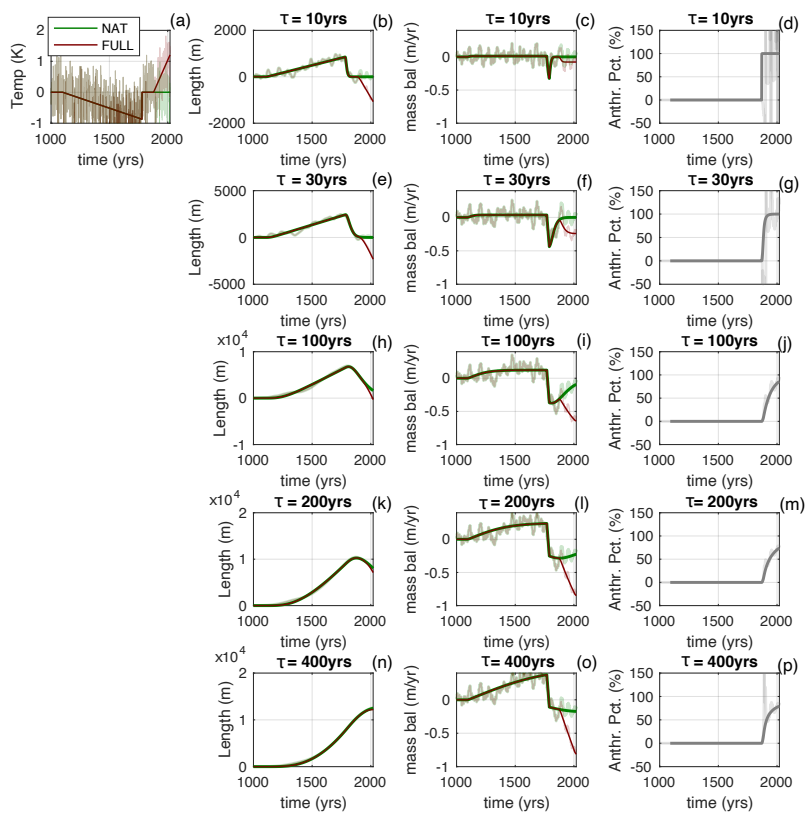 (a)
NAT
FULL
Temp (K)
2
1
0
-1
1000 1500 2000
time (yrs)
τ = 10yrs
(b)
Length (m)
2000
0
-2000
1000 1500 2000
time (yrs)
τ = 10yrs
(c)
mass bal (m/yr)
0
-0.5
-1
1000 1500 2000
time (yrs)
τ = 10yrs
(d)
Anthr. Pct. (%)
150
100
50
0
-50
1000 1500 2000
time (yrs)
τ = 30yrs
(e)
Length (m)
5000
0
-5000
1000 1500 2000
time (yrs)
τ = 30yrs
(f)
mass bal (m/yr)
0
-0.5
-1
1000 1500 2000
time (yrs)
τ = 30yrs
(g)
Anthr. Pct. (%)
150
100
50
0
-50
1000 1500 2000
time (yrs)
×10⁴
τ = 100yrs
(h)
Length (m)
1
0
-1
1000 1500 2000
time (yrs)
τ = 100yrs
(i)
mass bal (m/yr)
0
-0.5
-1
1000 1500 2000
time (yrs)
τ = 100yrs
(j)
Anthr. Pct. (%)
150
100
50
0
-50
1000 1500 2000
time (yrs)
×10⁴
τ = 200yrs
(k)
Length (m)
2
1
0
1000 1500 2000
time (yrs)
τ = 200yrs
(l)
mass bal (m/yr)
0
-0.5
-1
1000 1500 2000
time (yrs)
τ = 200yrs
(m)
Anthr. Pct. (%)
150
100
50
0
-50
1000 1500 2000
time (yrs)
×10⁴
τ = 400yrs
(n)
Length (m)
2
1
0
1000 1500 2000
time (yrs)
τ = 400yrs
(o)
mass bal (m/yr)
0
-0.5
-1
1000 1500 2000
time (yrs)
τ = 400yrs
(p)
Anthr. Pct. (%)
150
100
50
0
-50
1000 1500 2000
time (yrs)